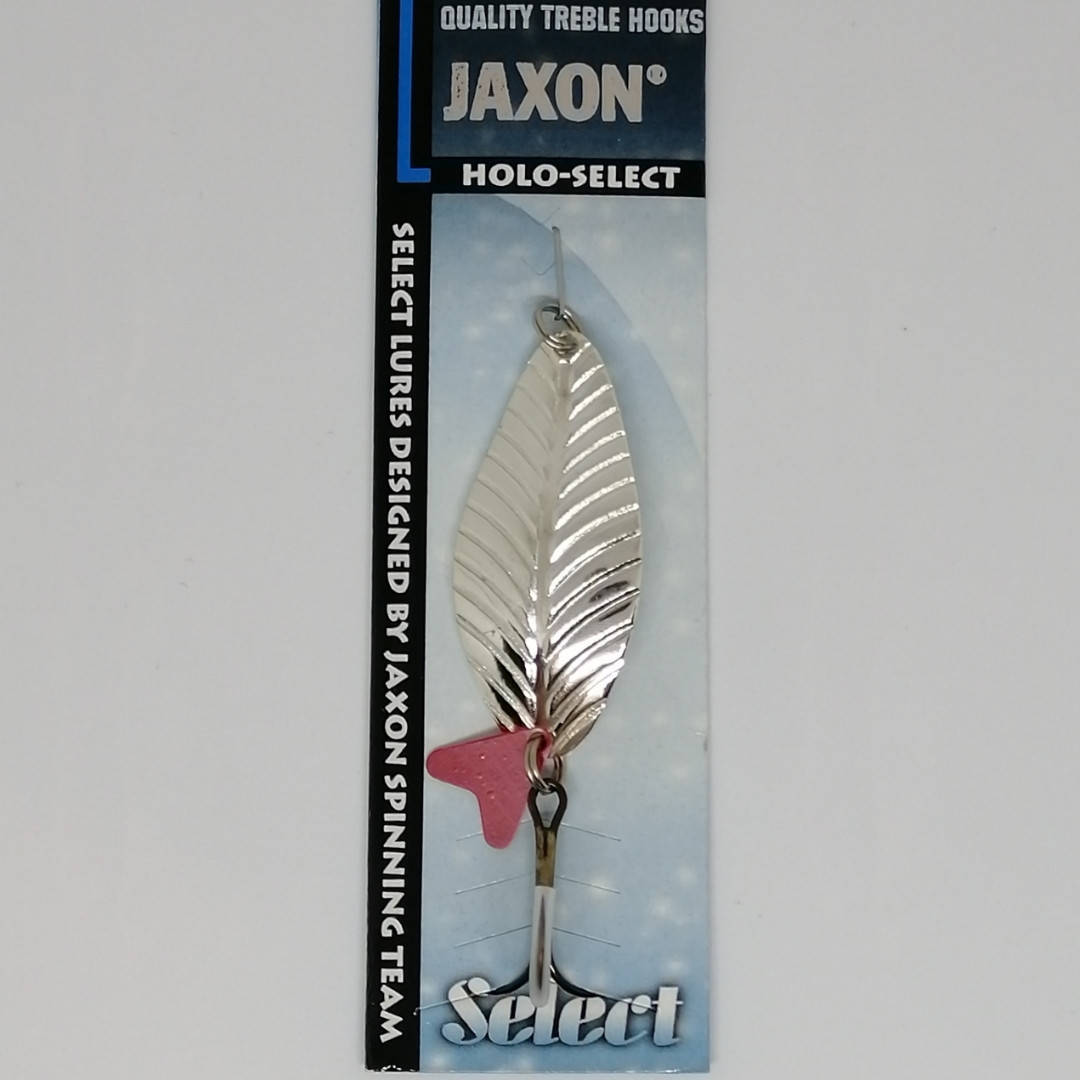 QUALITY TREBLE HOOKS
JAXON®
HOLO-SELECT
SELECT LURES DESIGNED BY JAXON SPINNING TEAM
Select